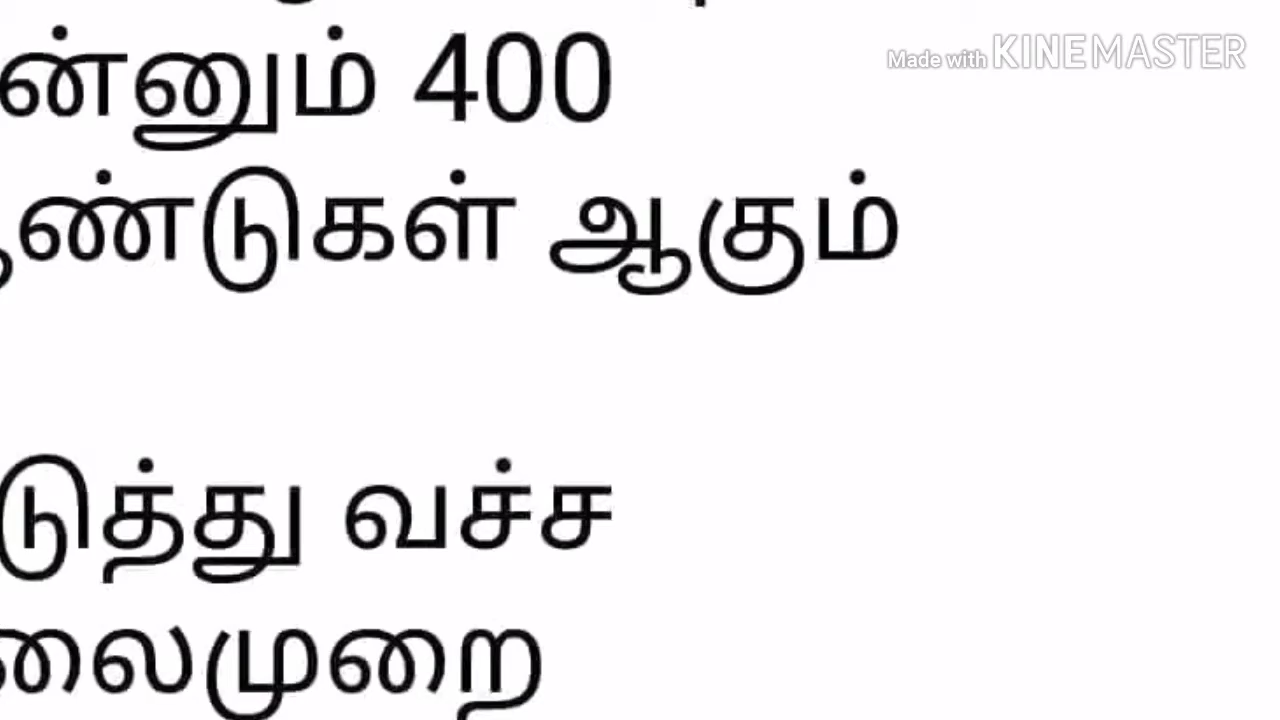 Made with KINEMASTER
ன்னும் 400
ண்டுகள் ஆகும்
டுத்து வச்ச
லைமுறை